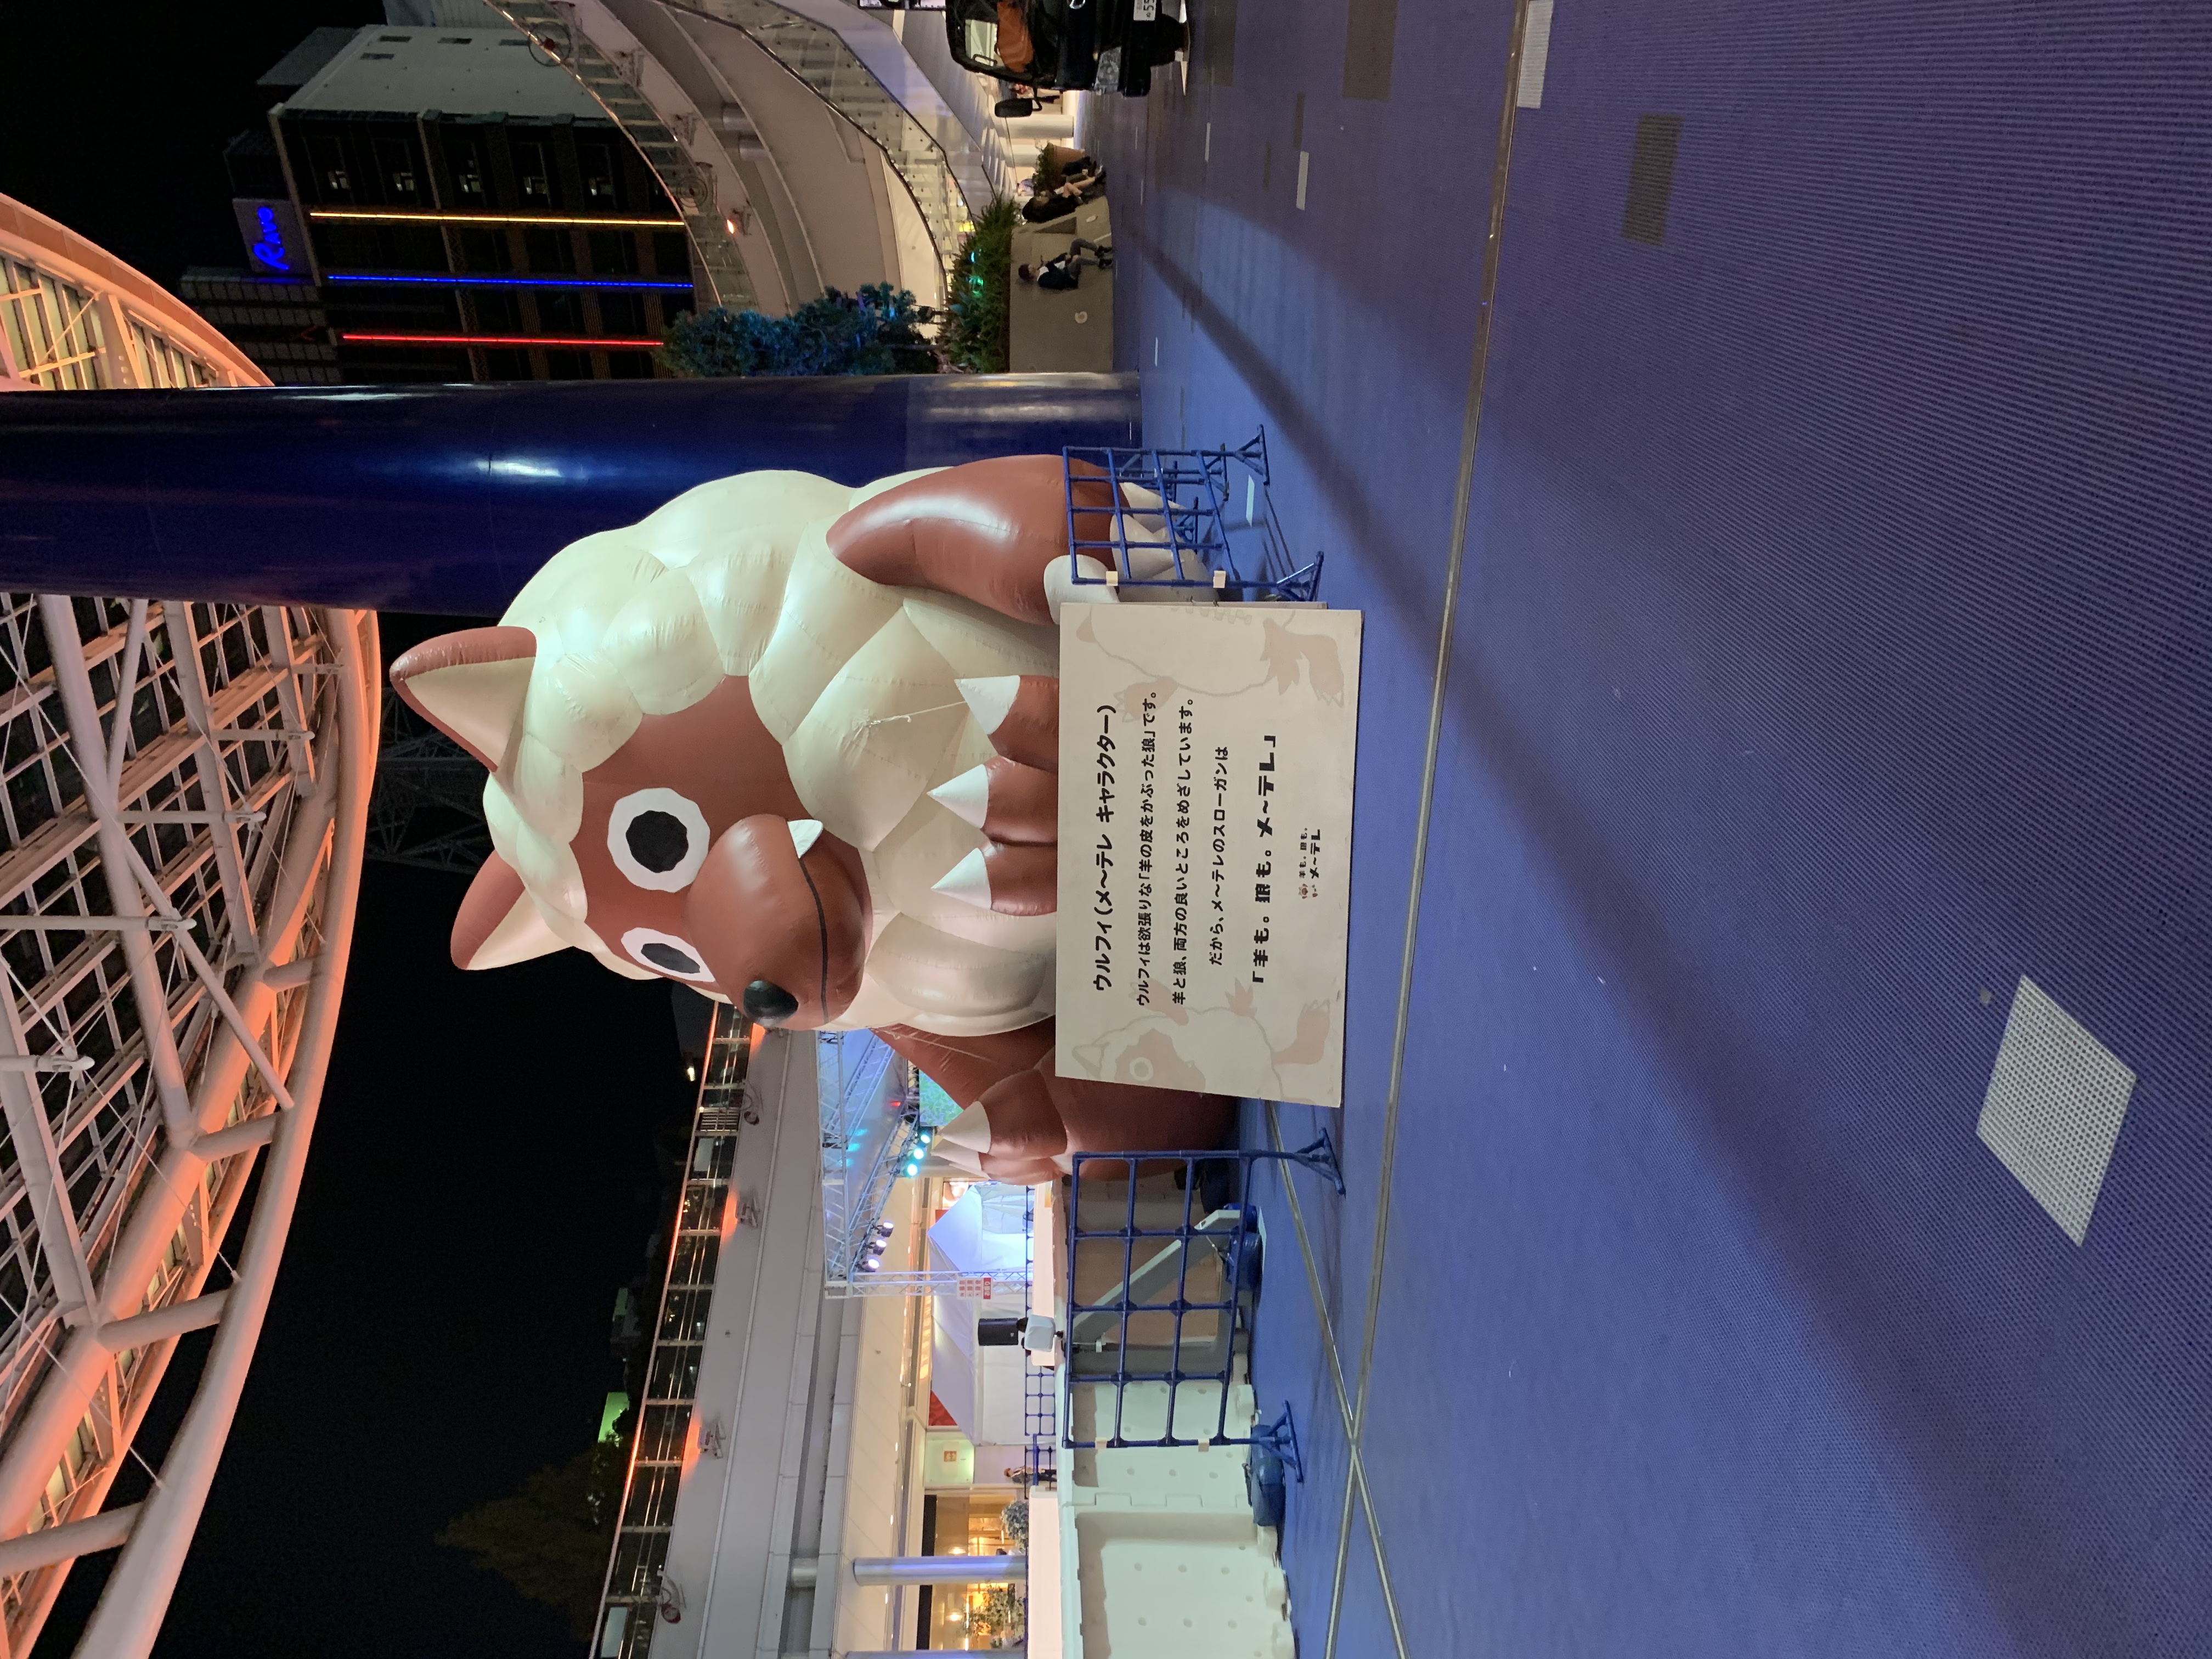 Ravo
ウルフィ(メ〜テレ キャラクター)
ウルフィは欲張りな「羊の皮をかぶった狼」です。
羊と狼、両方の良いところをめざしています。
だから、メ〜テレのスローガンは
「羊も。狼も。メ〜テレ」
羊も。狼も。
メ〜テレ